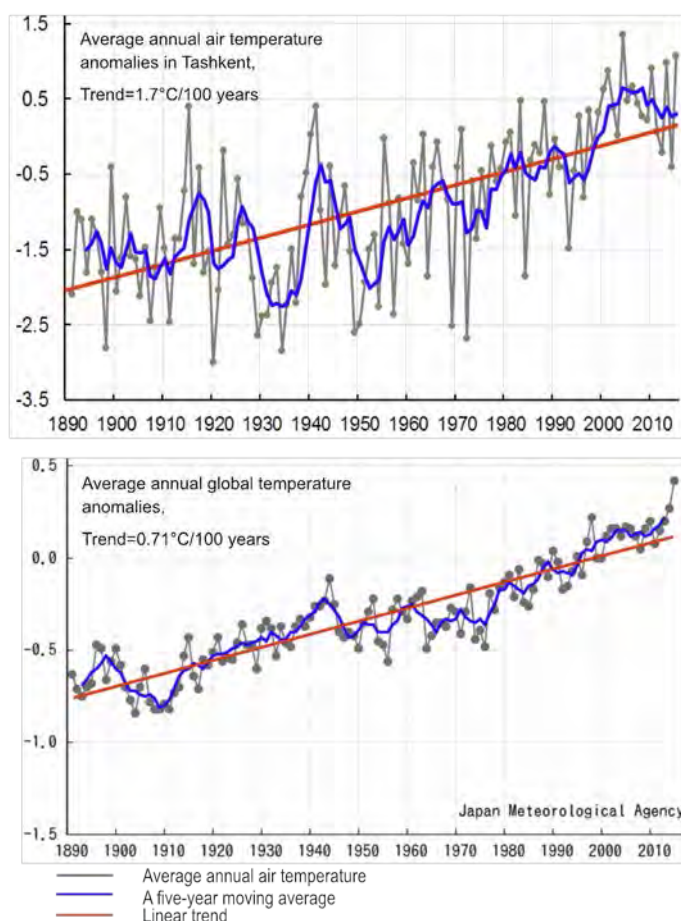 1.5
Average annual air temperature
anomalies in Tashkent,
Trend=1.7°C/100 years
0.5
-0.5
-1.5
-2.5
-3.5
1890 1900 1910 1920 1930 1940 1950 1960 1970 1980 1990 2000 2010
0.5
Average annual global temperature
anomalies,
Trend=0.71°C/100 years
0.0
-0.5
-1.0
Japan Meteorological Agency
-1.5
1890 1900 1910 1920 1930 1940 1950 1960 1970 1980 1990 2000 2010
Average annual air temperature
A five-year moving average
Linear trend